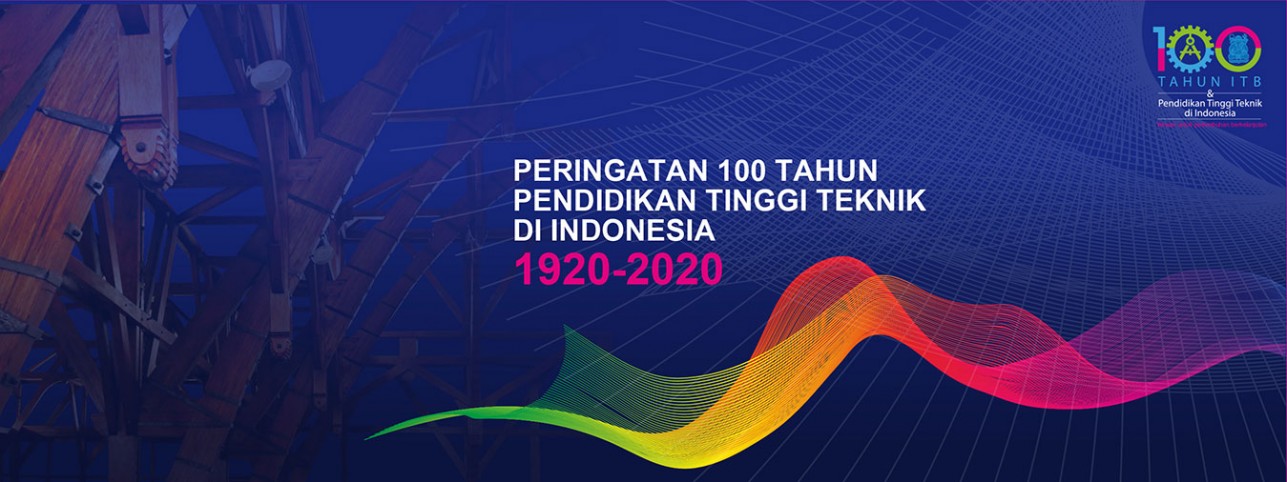 PERINGATAN 100 TAHUN
PENDIDIKAN TINGGI TEKNIK
DI INDONESIA
1920-2020
100
TAHUN ITB
&
Pendidikan Tinggi Teknik
di Indonesia